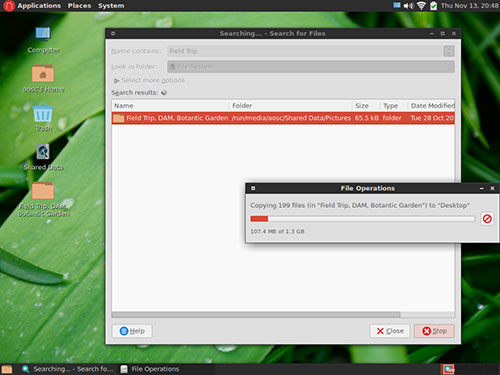 Applications Places System
Thu Nov 13, 20:48
Computer
aosc's Home
Trash
Shared Data
Field Trip, DAM,
Botantic Garden
Searching... - Search for Files
Name contains: Field Trip
Look in folder: Filesystem
Select more options
Search results:
Name Folder Size Type Date Modified
Field Trip, DAM, Botantic Garden /run/media/aosc/Shared Data/Pictures 65.5 kB folder Tue 28 Oct 20
File Operations
Copying 199 files (in "Field Trip, DAM, Botantic Garden") to "Desktop"
107.4 MB of 1.3 GB
Help
Close
Stop
Searching... - Search fo...
File Operations